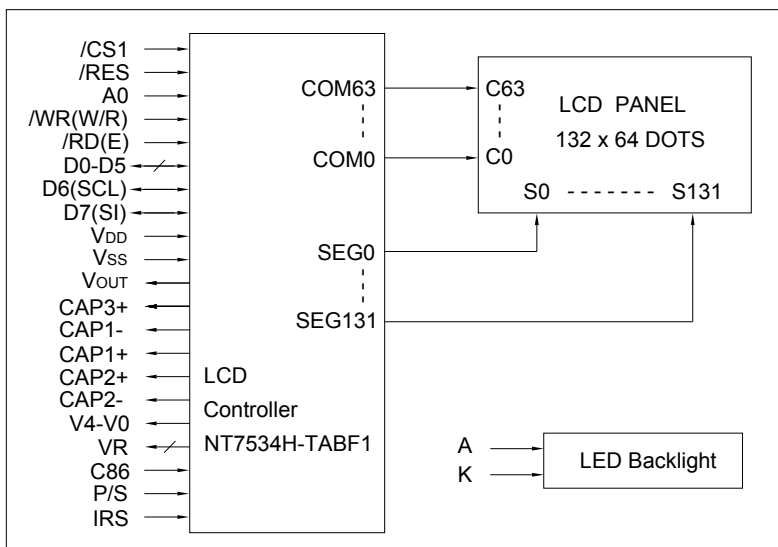 /CS1
/RES
A0
/WR(W/R)
/RD(E)
D0-D5
D6(SCL)
D7(SI)
VDD
VSS
VOUT
CAP3+
CAP1-
CAP1+
CAP2+
CAP2-
V4-V0
VR
C86
P/S
IRS
COM63
COM0
SEG0
SEG131
LCD
Controller
NT7534H-TABF1
C63
LCD PANEL
132 x 64 DOTS
C0
S0 S131
A
K
LED Backlight